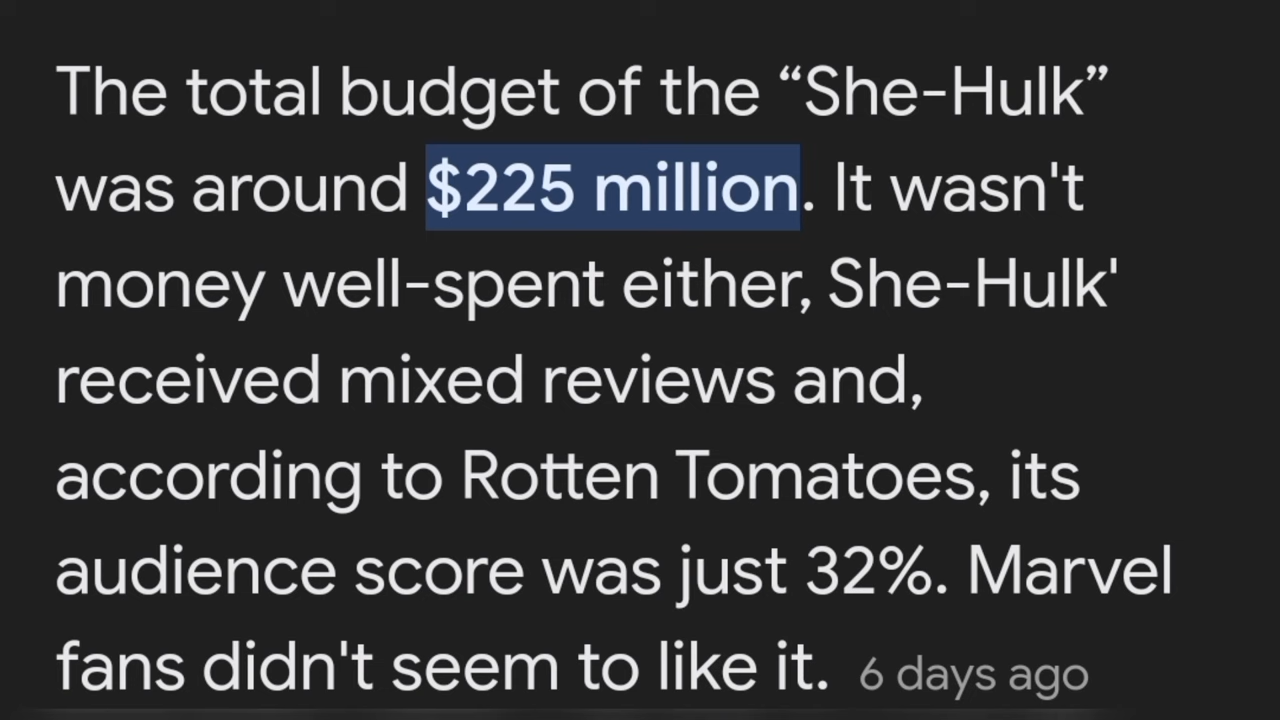 The total budget of the “She-Hulk”
was around $225 million. It wasn't
money well-spent either, She-Hulk'
received mixed reviews and,
according to Rotten Tomatoes, its
audience score was just 32%. Marvel
fans didn't seem to like it. 6 days ago